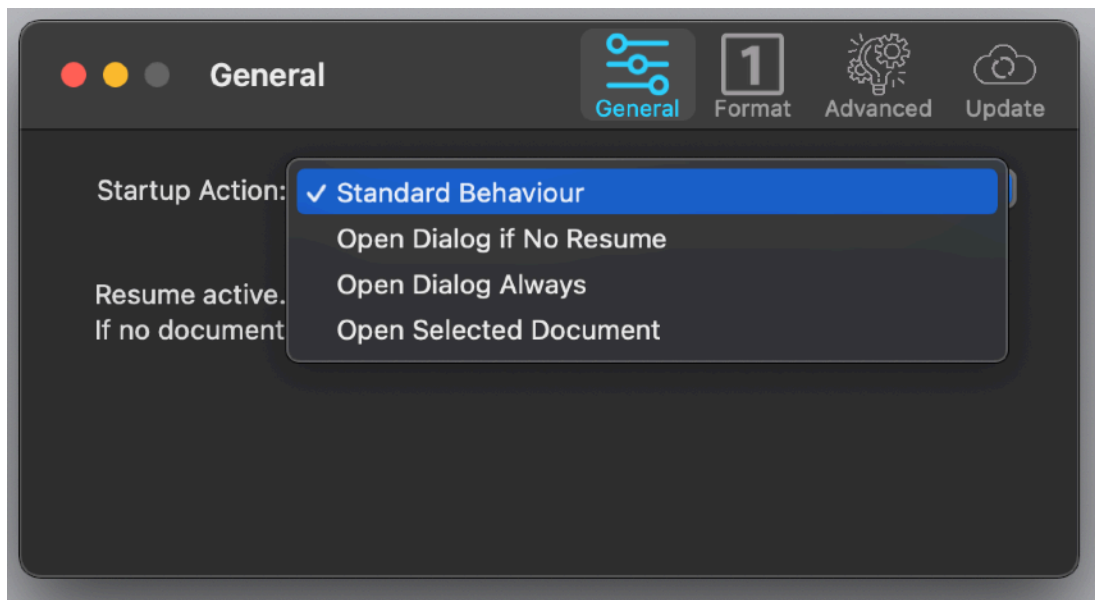 General
1
General
Format
Advanced
Update
Startup Action:
✓ Standard Behaviour
Open Dialog if No Resume
Open Dialog Always
Open Selected Document
Resume active.
If no document